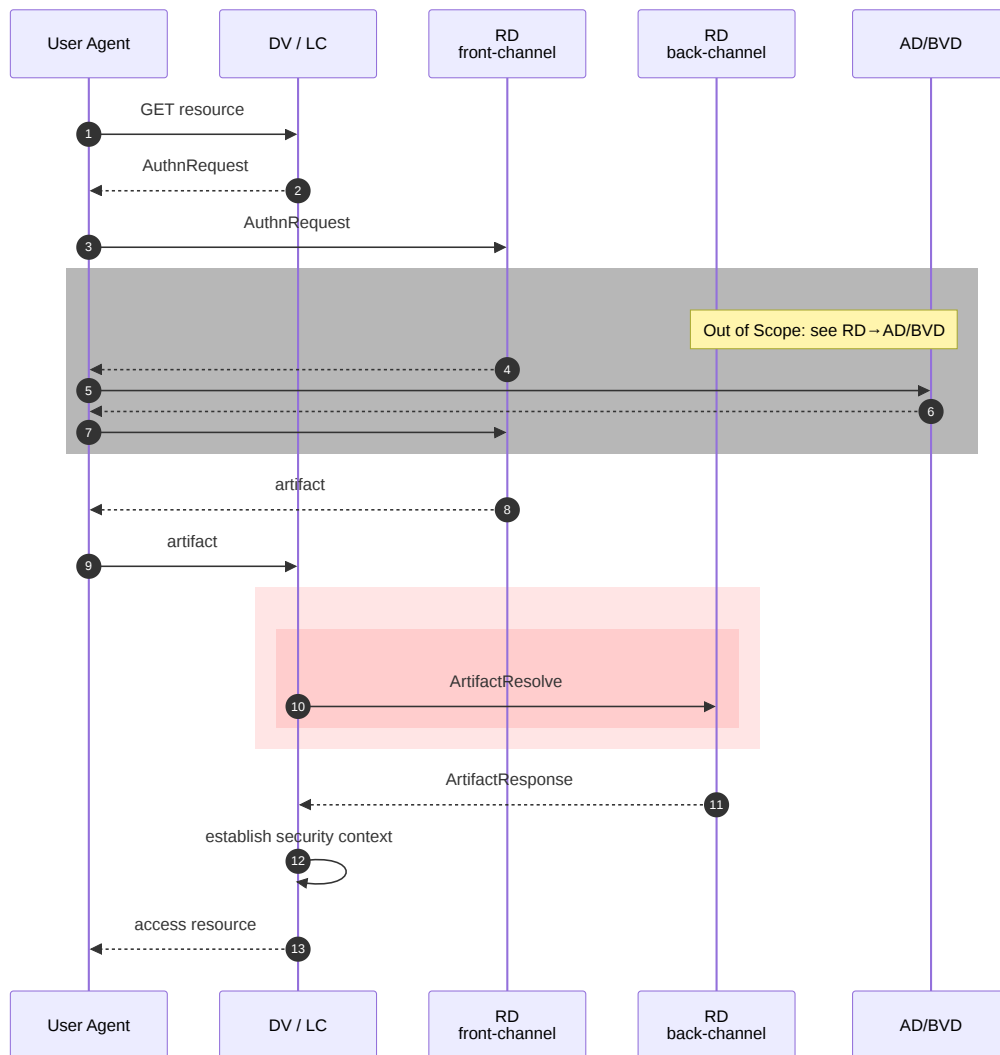 User Agent
DV / LC
RD
front-channel
RD
back-channel
AD/BVD
GET resource
1
AuthnRequest
2
AuthnRequest
3
Out of Scope: see RD→AD/BVD
4
5
6
7
artifact
8
artifact
9
ArtifactResolve
10
ArtifactResponse
11
establish security context
12
access resource
13
User Agent
DV / LC
RD
front-channel
RD
back-channel
AD/BVD